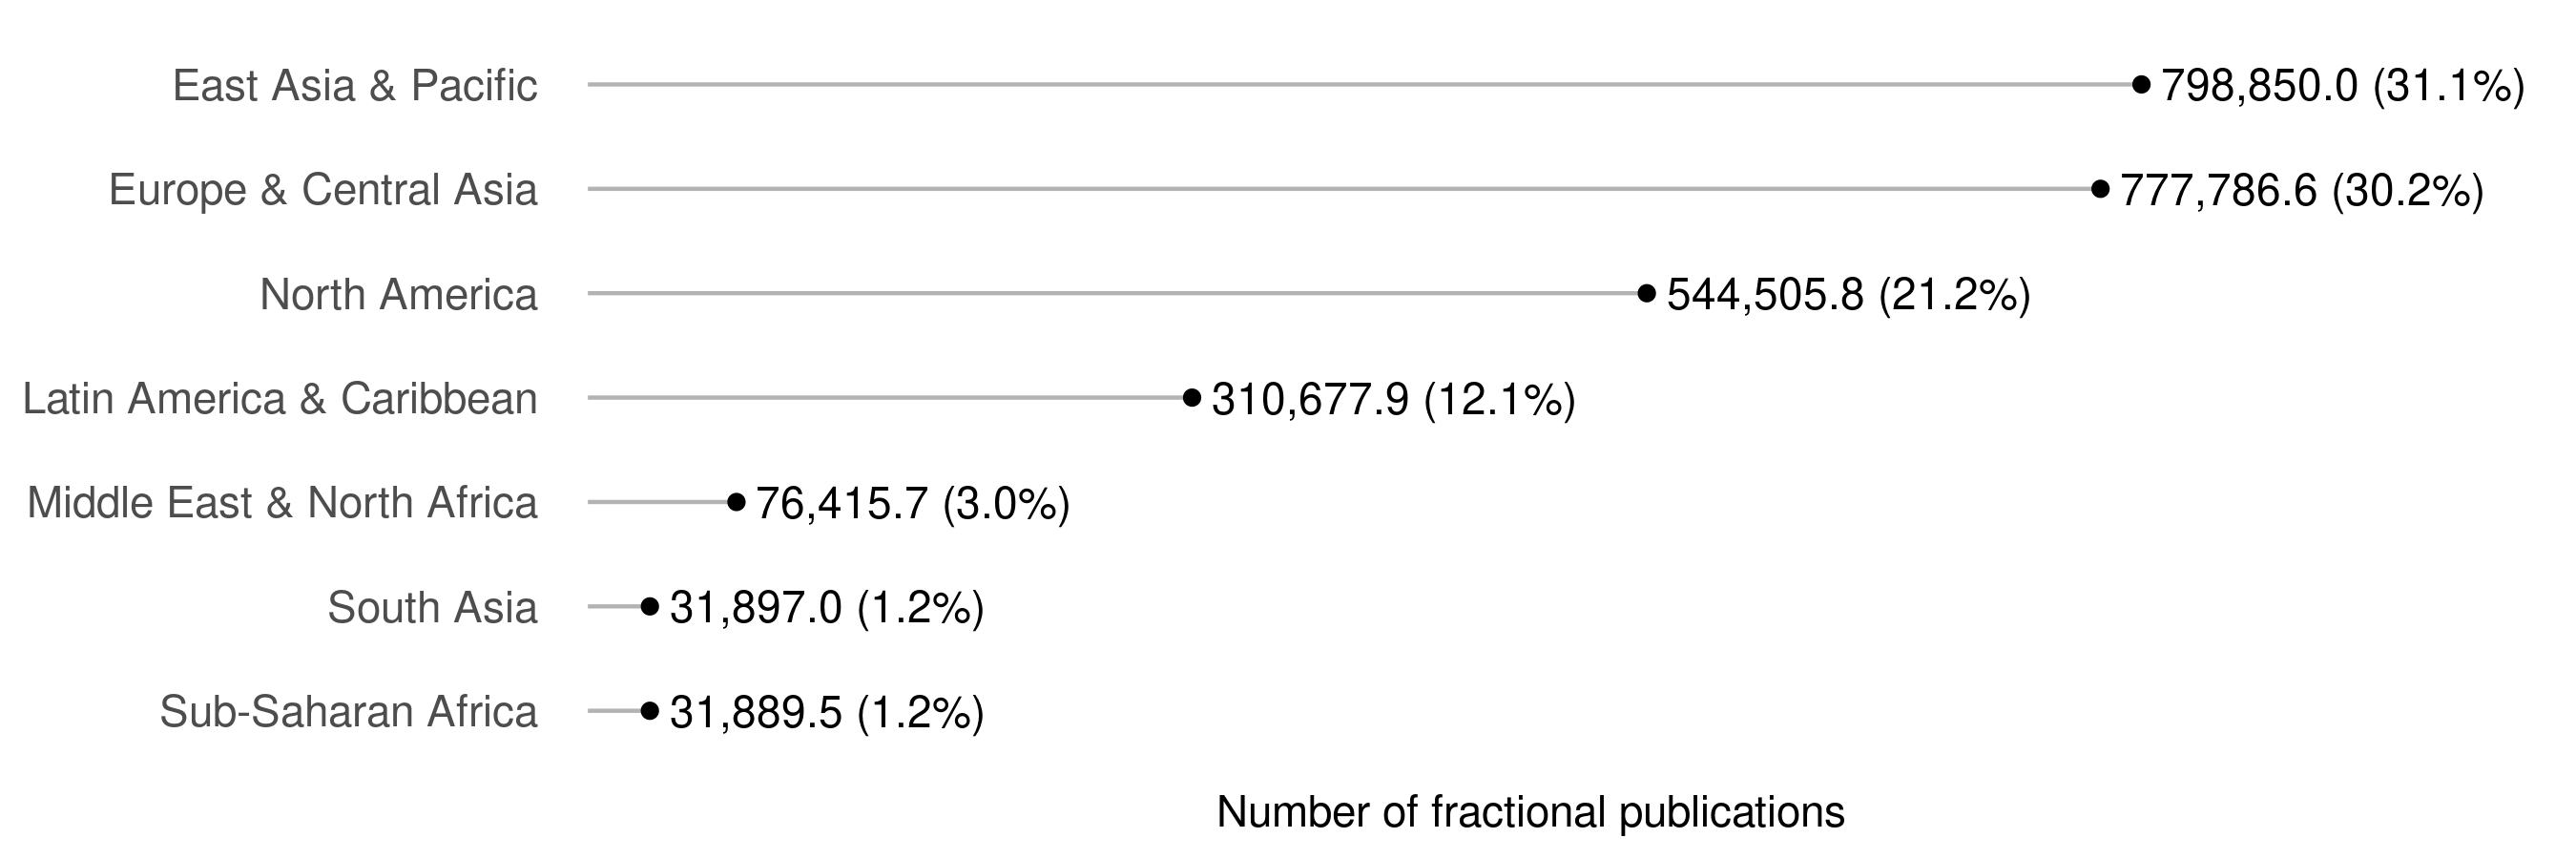 East Asia & Pacific 798,850.0 (31.1%)
Europe & Central Asia 777,786.6 (30.2%)
North America 544,505.8 (21.2%)
Latin America & Caribbean 310,677.9 (12.1%)
Middle East & North Africa 76,415.7 (3.0%)
South Asia 31,897.0 (1.2%)
Sub-Saharan Africa 31,889.5 (1.2%)
Number of fractional publications